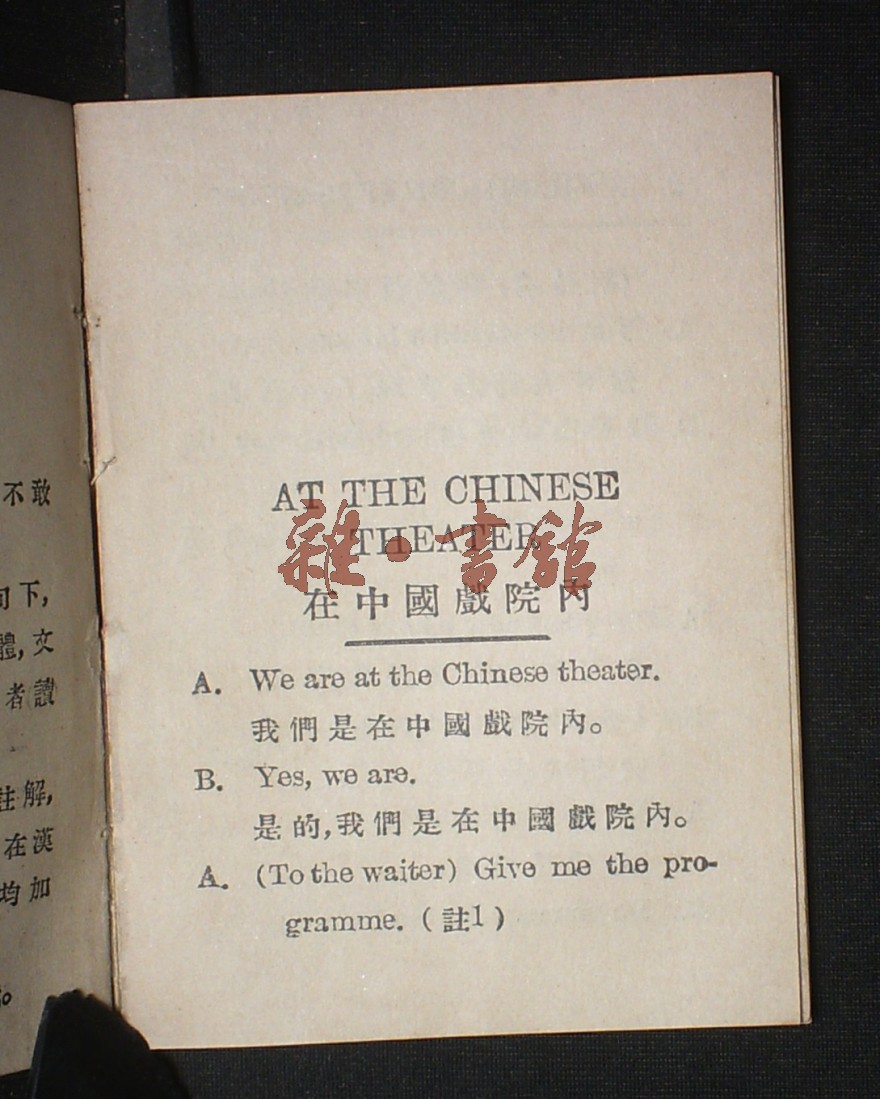 不敢
句下,
體,文
者讀
註解,
在漢
均加
AT THE CHINESE
THEATER
雜·書館
在中國戲院內
A. We are at the Chinese theater.
我們是在中國戲院內。
B. Yes, we are.
是的,我們是在中國戲院內。
A. (To the waiter) Give me the pro-
gramme. (註1)